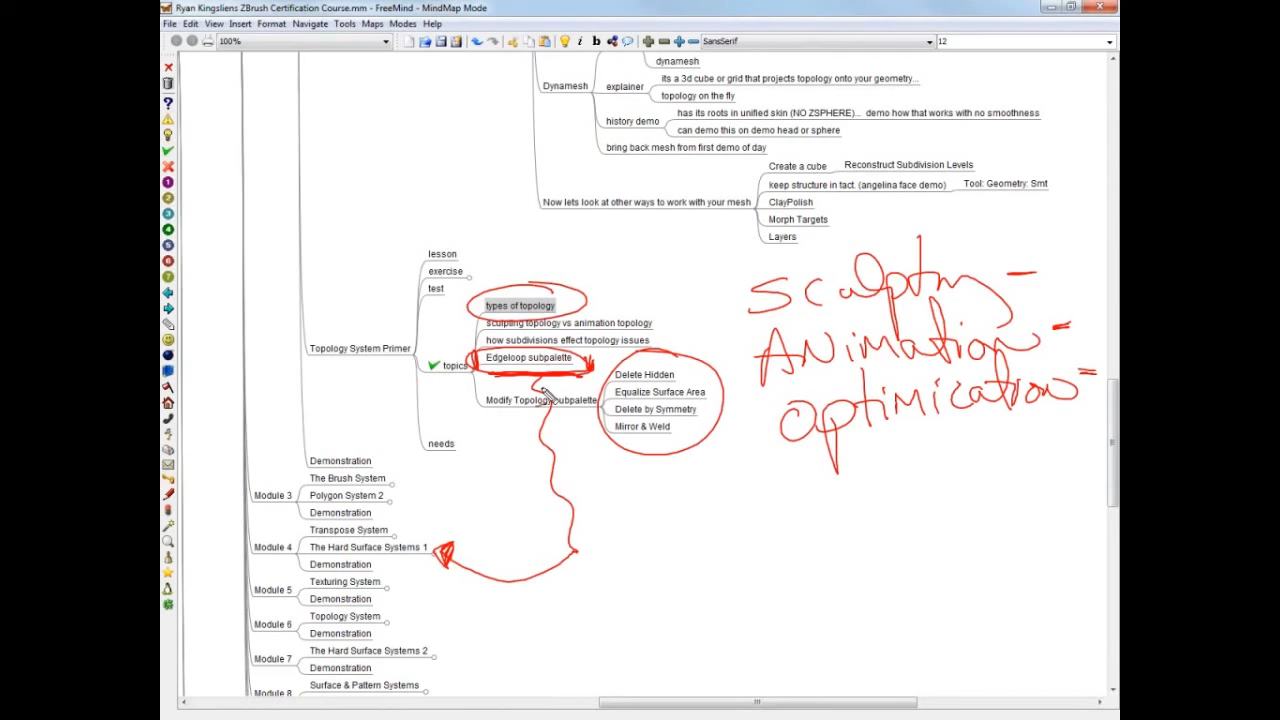 Ryan Kingsliens ZBrush Certification Course.mm - FreeMind - MindMap Mode
File Edit View Insert Format Navigate Tools Maps Modes Help
100%
SansSerif
12
dynamesh
its a 3d cube or grid that projects topology onto your geometry...
Dynamesh
explainer
topology on the fly
has its roots in unified skin (NO ZSPHERE)... demo how that works with no smoothness
history demo
can demo this on demo head or sphere
bring back mesh from first demo of day
Create a cube
Reconstruct Subdivision Levels
keep structure in tact. (angelina face demo)
Tool: Geometry: Smt
Now lets look at other ways to work with your mesh
ClayPolish
Morph Targets
Layers
lesson
exercise
test
types of topology
sculpting topology vs animation topology
how subdivisions effect topology issues
Topology System Primer
Edgeloop subpalette
topics
Delete Hidden
Equalize Surface Area
Modify Topology Subpalette
Delete by Symmetry
Mirror & Weld
needs
Demonstration
The Brush System
Module 3
Polygon System 2
Demonstration
Transpose System
Module 4
The Hard Surface Systems 1
Demonstration
Texturing System
Module 5
Demonstration
Topology System
Module 6
Demonstration
The Hard Surface Systems 2
Module 7
Demonstration
Surface & Pattern Systems
Module 8
Animation =
optimization =